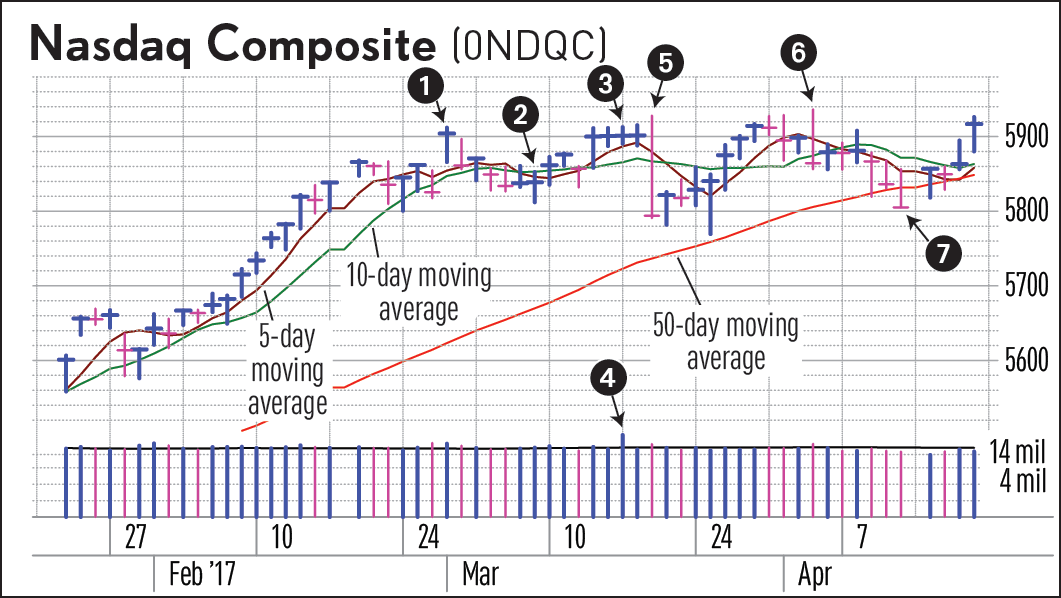 Nasdaq Composite (0NDQC)
1
2
3
5
6
5900
5800
7
10-day moving
average
5700
50-day moving
average
5-day
moving
average
5600
4
14 mil
4 mil
27 10 24 10 24 7
Feb '17 Mar Apr